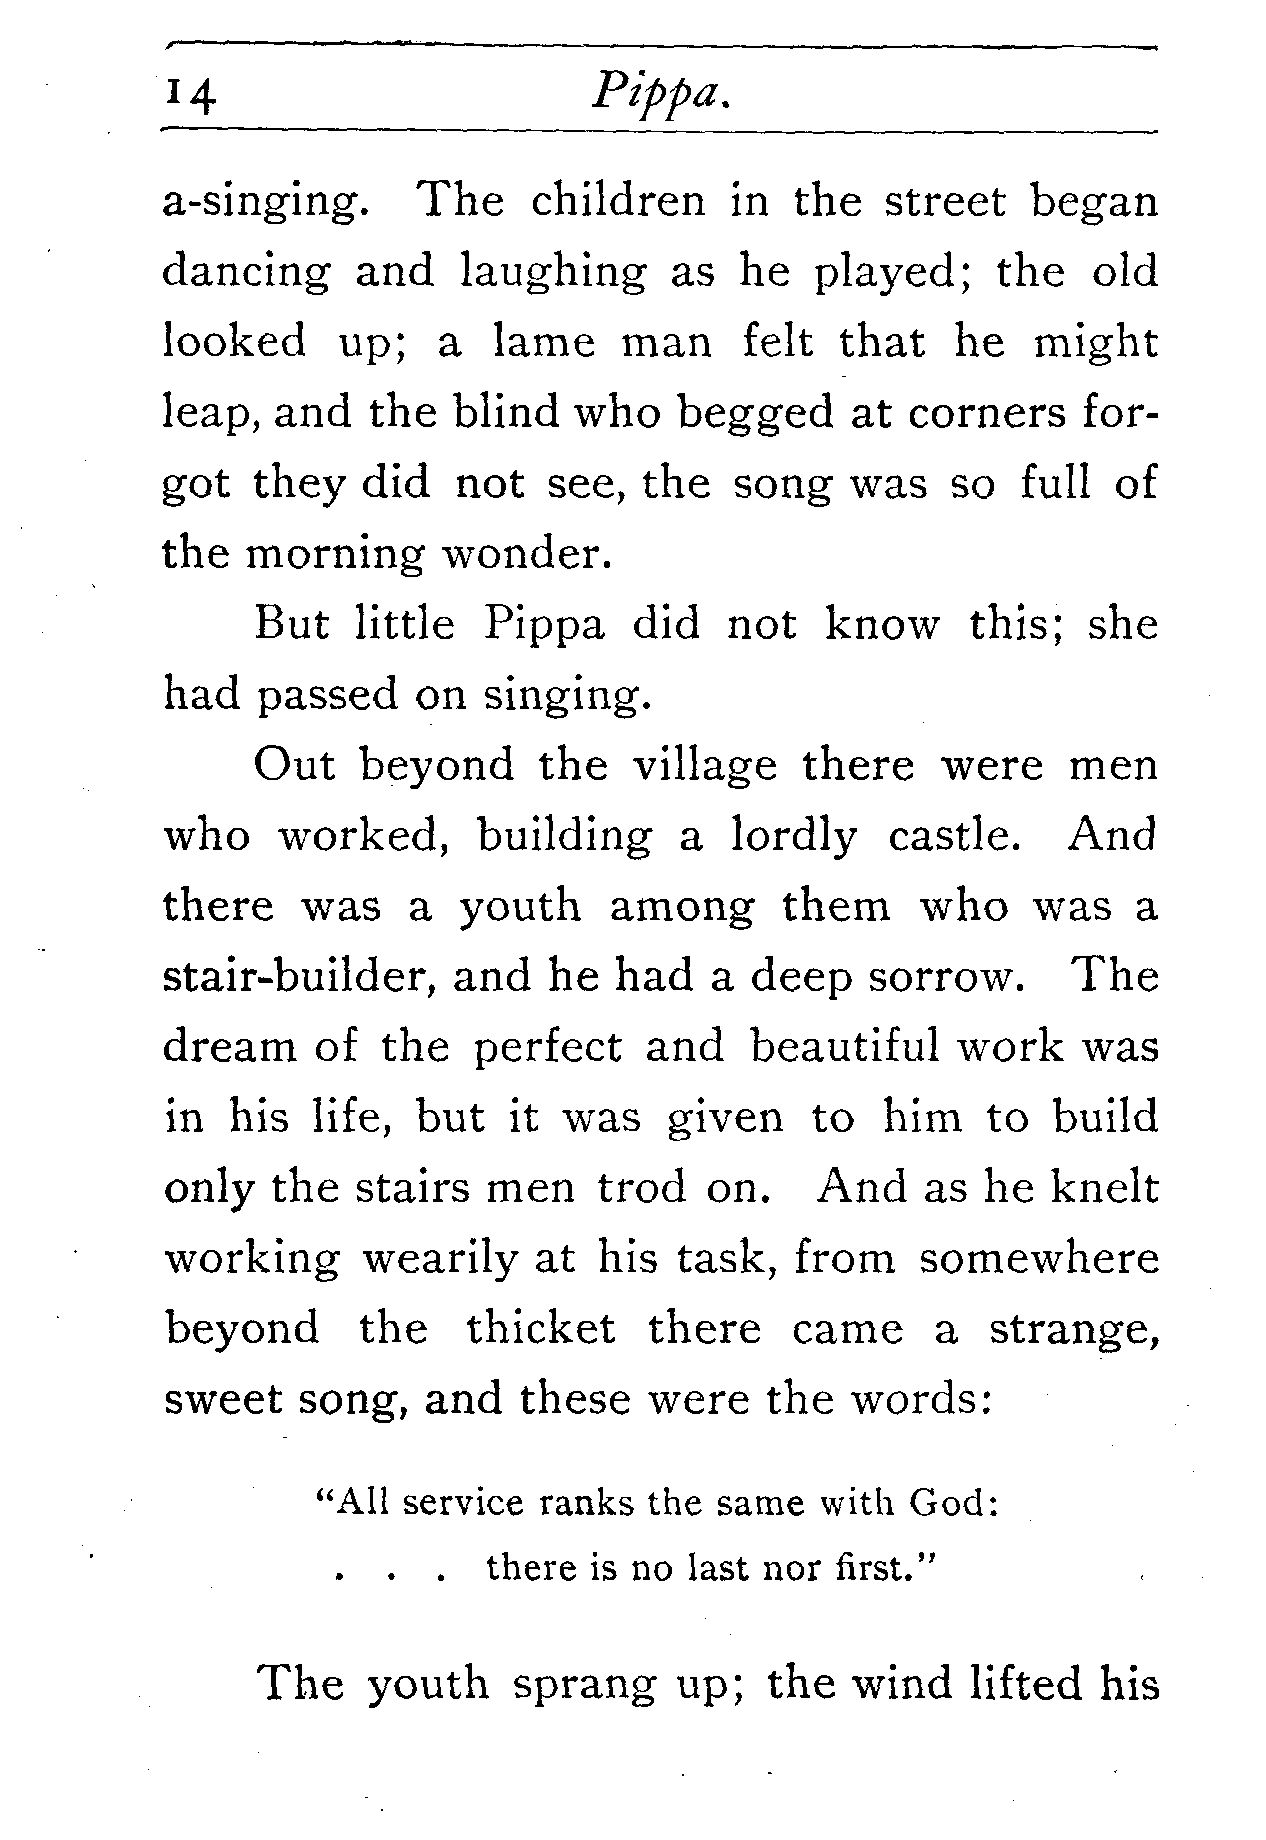 14 Pippa.
a-singing. The children in the street began
dancing and laughing as he played; the old
looked up; a lame man felt that he might
leap, and the blind who begged at corners for-
got they did not see, the song was so full of
the morning wonder.
But little Pippa did not know this; she
had passed on singing.
Out beyond the village there were men
who worked, building a lordly castle. And
there was a youth among them who was a
stair-builder, and he had a deep sorrow. The
dream of the perfect and beautiful work was
in his life, but it was given to him to build
only the stairs men trod on. And as he knelt
working wearily at his task, from somewhere
beyond the thicket there came a strange,
sweet song, and these were the words:
“All service ranks the same with God:
. . . there is no last nor first.”
The youth sprang up; the wind lifted his